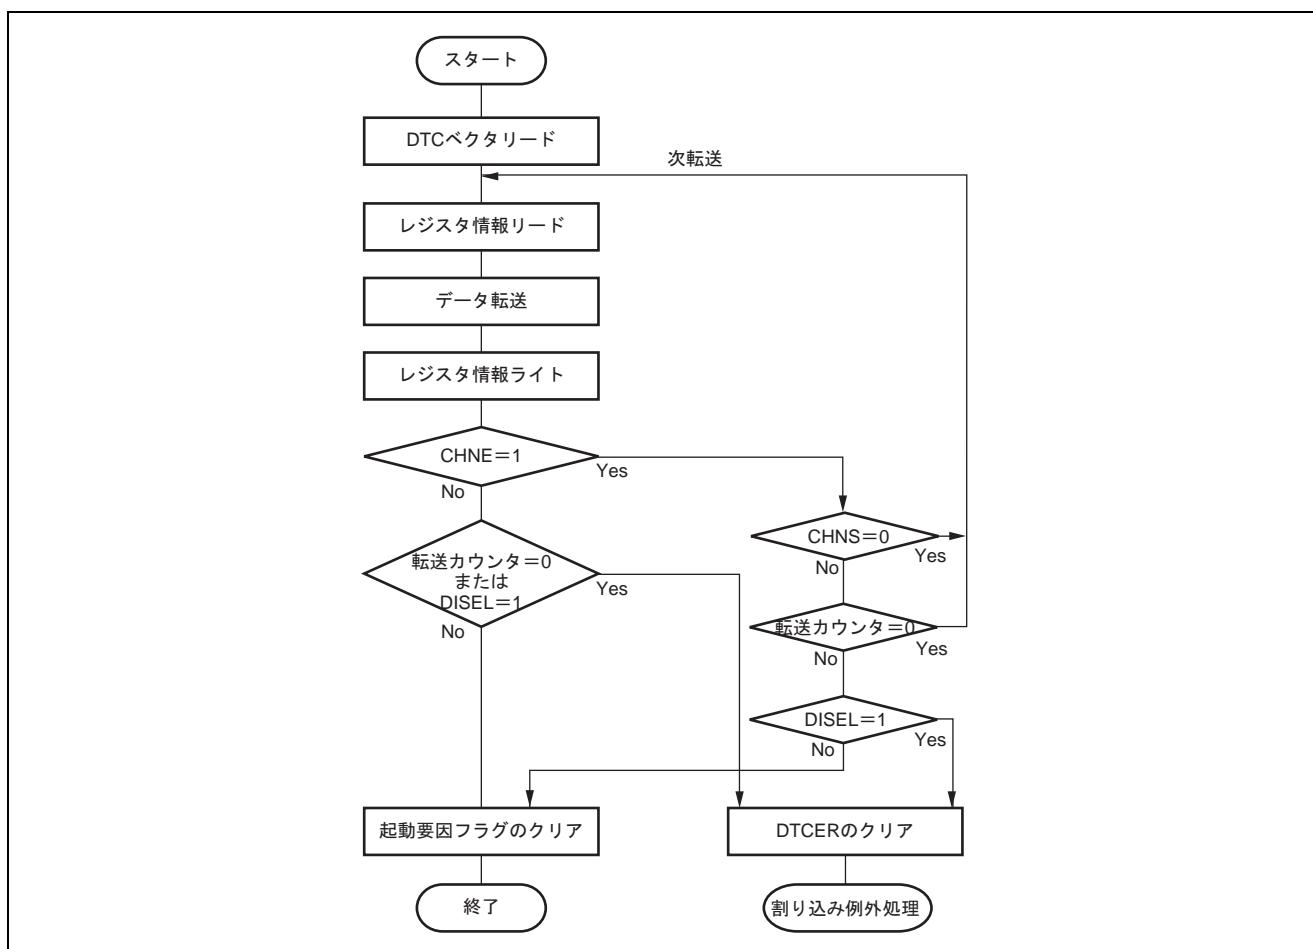 スタート
DTCベクタリード
次転送
レジスタ情報リード
データ転送
レジスタ情報ライト
CHNE＝1
Yes
No
CHNS＝0
Yes
No
転送カウンタ＝0
または
DISEL＝1
Yes
No
転送カウンタ＝0
Yes
No
DISEL＝1
Yes
No
起動要因フラグのクリア
DTCERのクリア
終了
割り込み例外処理